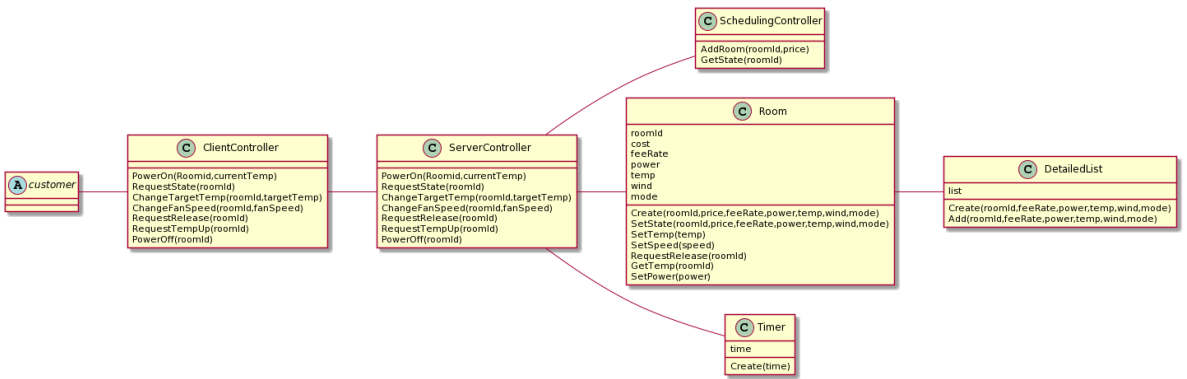 A customer
C ClientController
PowerOn(Roomid,currentTemp)
RequestState(roomId)
ChangeTargetTemp(roomId,targetTemp)
ChangeFanSpeed(roomId,fanSpeed)
RequestRelease(roomId)
RequestTempUp(roomId)
PowerOff(roomId)
C ServerController
PowerOn(Roomid,currentTemp)
RequestState(roomId)
ChangeTargetTemp(roomId,targetTemp)
ChangeFanSpeed(roomId,fanSpeed)
RequestRelease(roomId)
RequestTempUp(roomId)
PowerOff(roomId)
C SchedulingController
AddRoom(roomId,price)
GetState(roomId)
C Room
roomId
cost
feeRate
power
temp
wind
mode
Create(roomId,price,feeRate,power,temp,wind,mode)
SetState(roomId,price,feeRate,power,temp,wind,mode)
SetTemp(temp)
SetSpeed(speed)
RequestRelease(roomId)
GetTemp(roomId)
SetPower(power)
C Timer
time
Create(time)
C DetailedList
list
Create(roomId,feeRate,power,temp,wind,mode)
Add(roomId,feeRate,power,temp,wind,mode)